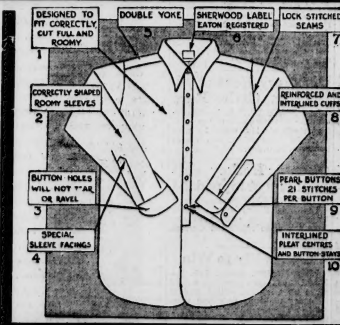 DESIGNED TO
FIT CORRECTLY,
CUT FULL AND
ROOMY
1
DOUBLE YOKE
5
SHERWOOD LABEL
EATON REGISTERED
6
LOCK STITCHED
SEAMS
7
CORRECTLY SHAPED
ROOMY SLEEVES
2
REINFORCED AND
INTERLINED CUFFS
8
BUTTON HOLES
WILL NOT TEAR
OR RAVEL
3
PEARL BUTTONS
21 STITCHES
PER BUTTON
9
SPECIAL
SLEEVE FACINGS
4
INTERLINED
PLEAT CENTRES
AND BUTTON-STAYS
10